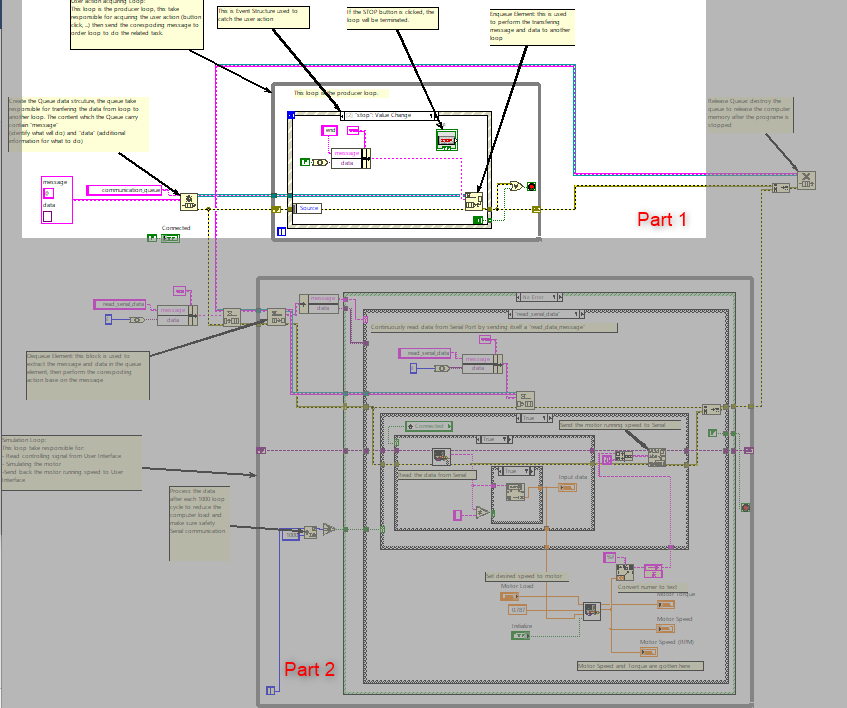 User action acquiring Loop:
This loop is the producer loop, this take
responsible for acquiring the user action (button
click, ..) then send the corespoding message to
order loop to do the related task.
This is Event Structure used to
catch the user action
If the STOP button is clicked, the
loop will be terminated.
Enqueue Element this is used
to perform the transfering
message and data to another
loop
This loop is the producer loop.
Create the Queue data strcuture, the queue take
responsible for tranfering the data from loop to
another loop. The content which the Queue carry
contain "message"
(identify what will do) and "data" (additional
information for what to do)
Release Queue destroy the
queue to release the computer
memory after the programe is
stopped
"stop": Value Change
end
message
data
message
data
communication_queue
Source
Part 1
Connected
read_serial_data
message
data
message
data
No Error
"read_serial_data"
Continuously read data from Serial Port by sending itself a "read_data_message"
read_serial_data
message
data
Dequeue Element this block is used to
extract the message and data in the queue
element, then perform the corresponding
action base on the message
Connected
True
Send the motor running speed to Serial
True
Simulation Loop:
This loop take responsible for:
- Read controlling signal from User Interface
- Simulating the motor
-Send back the motor running speed to User
Interface
Read the data from Serial
True
Input data
Process the data
after each 1000 loop
cycle to reduce the
computer load and
make sure safety
Serial communication
1000
Set desired speed to motor
Motor Load
0.787
Initialize
Convert numer to text
Motor Torque
Motor Speed
Motor Speed (RPM)
Motor Speed and Torque are gotten here
Part 2